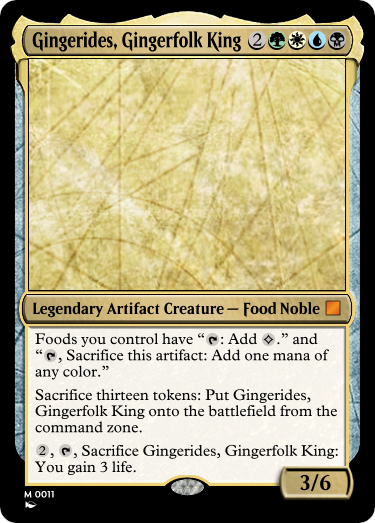 Gingerides, Gingerfolk King 2
Legendary Artifact Creature — Food Noble
Foods you control have “: Add .” and
“, Sacrifice this artifact: Add one mana of
any color.”
Sacrifice thirteen tokens: Put Gingerides,
Gingerfolk King onto the battlefield from the
command zone.
2, , Sacrifice Gingerides, Gingerfolk King:
You gain 3 life.
3/6
M 0011